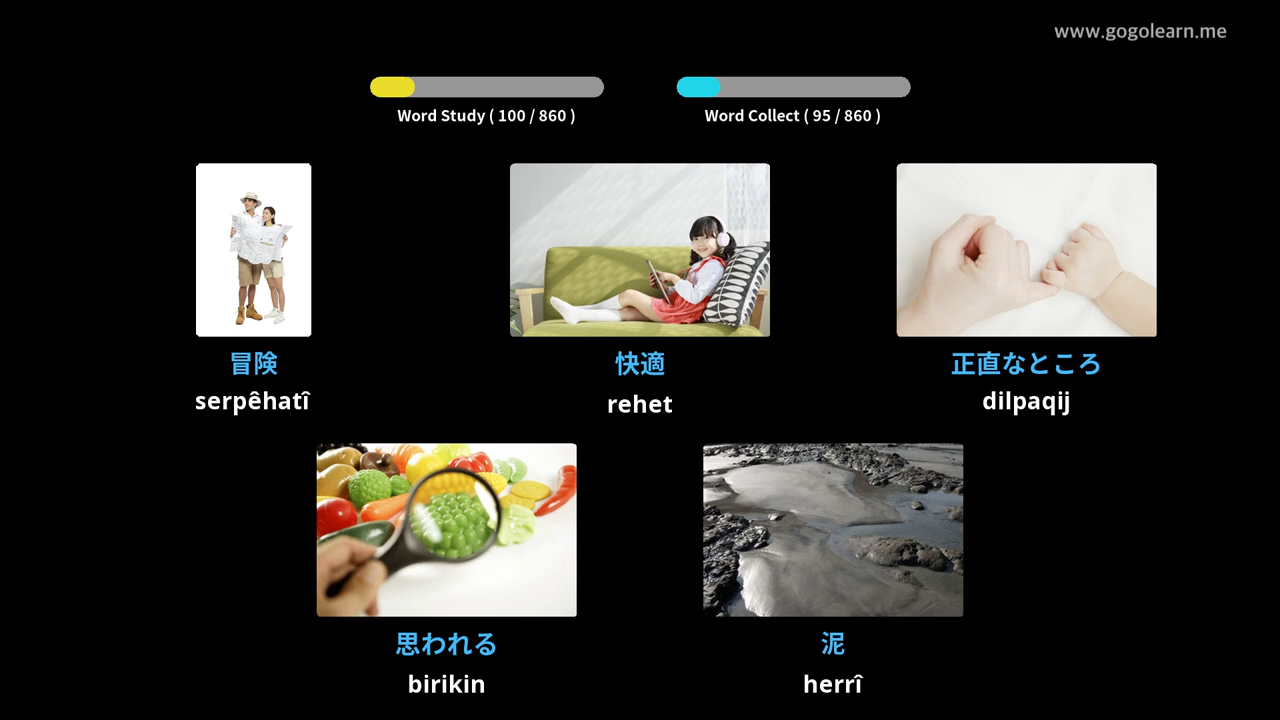 www.gogolearn.me
Word Study ( 100 / 860 )
Word Collect ( 95 / 860 )
冒険
serpêhatî
快適
rehet
正直なところ
dilpaqij
思われる
birikin
泥
herrî